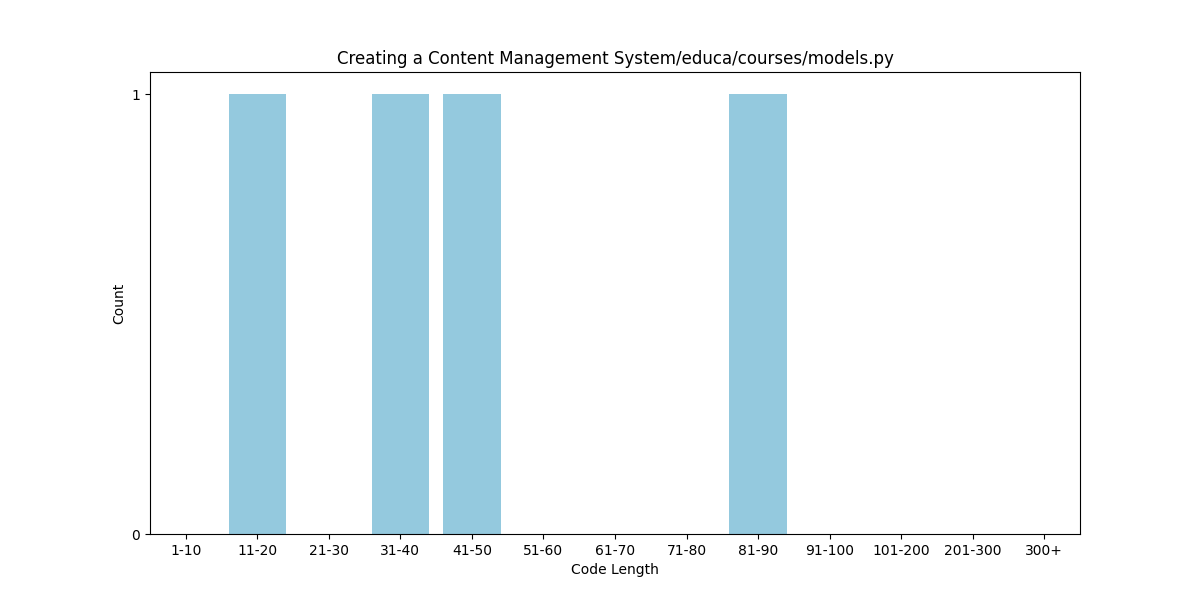 Creating a Content Management System/educa/courses/models.py
1
Count
0
1-10 11-20 21-30 31-40 41-50 51-60 61-70 71-80 81-90 91-100 101-200 201-300 300+
Code Length